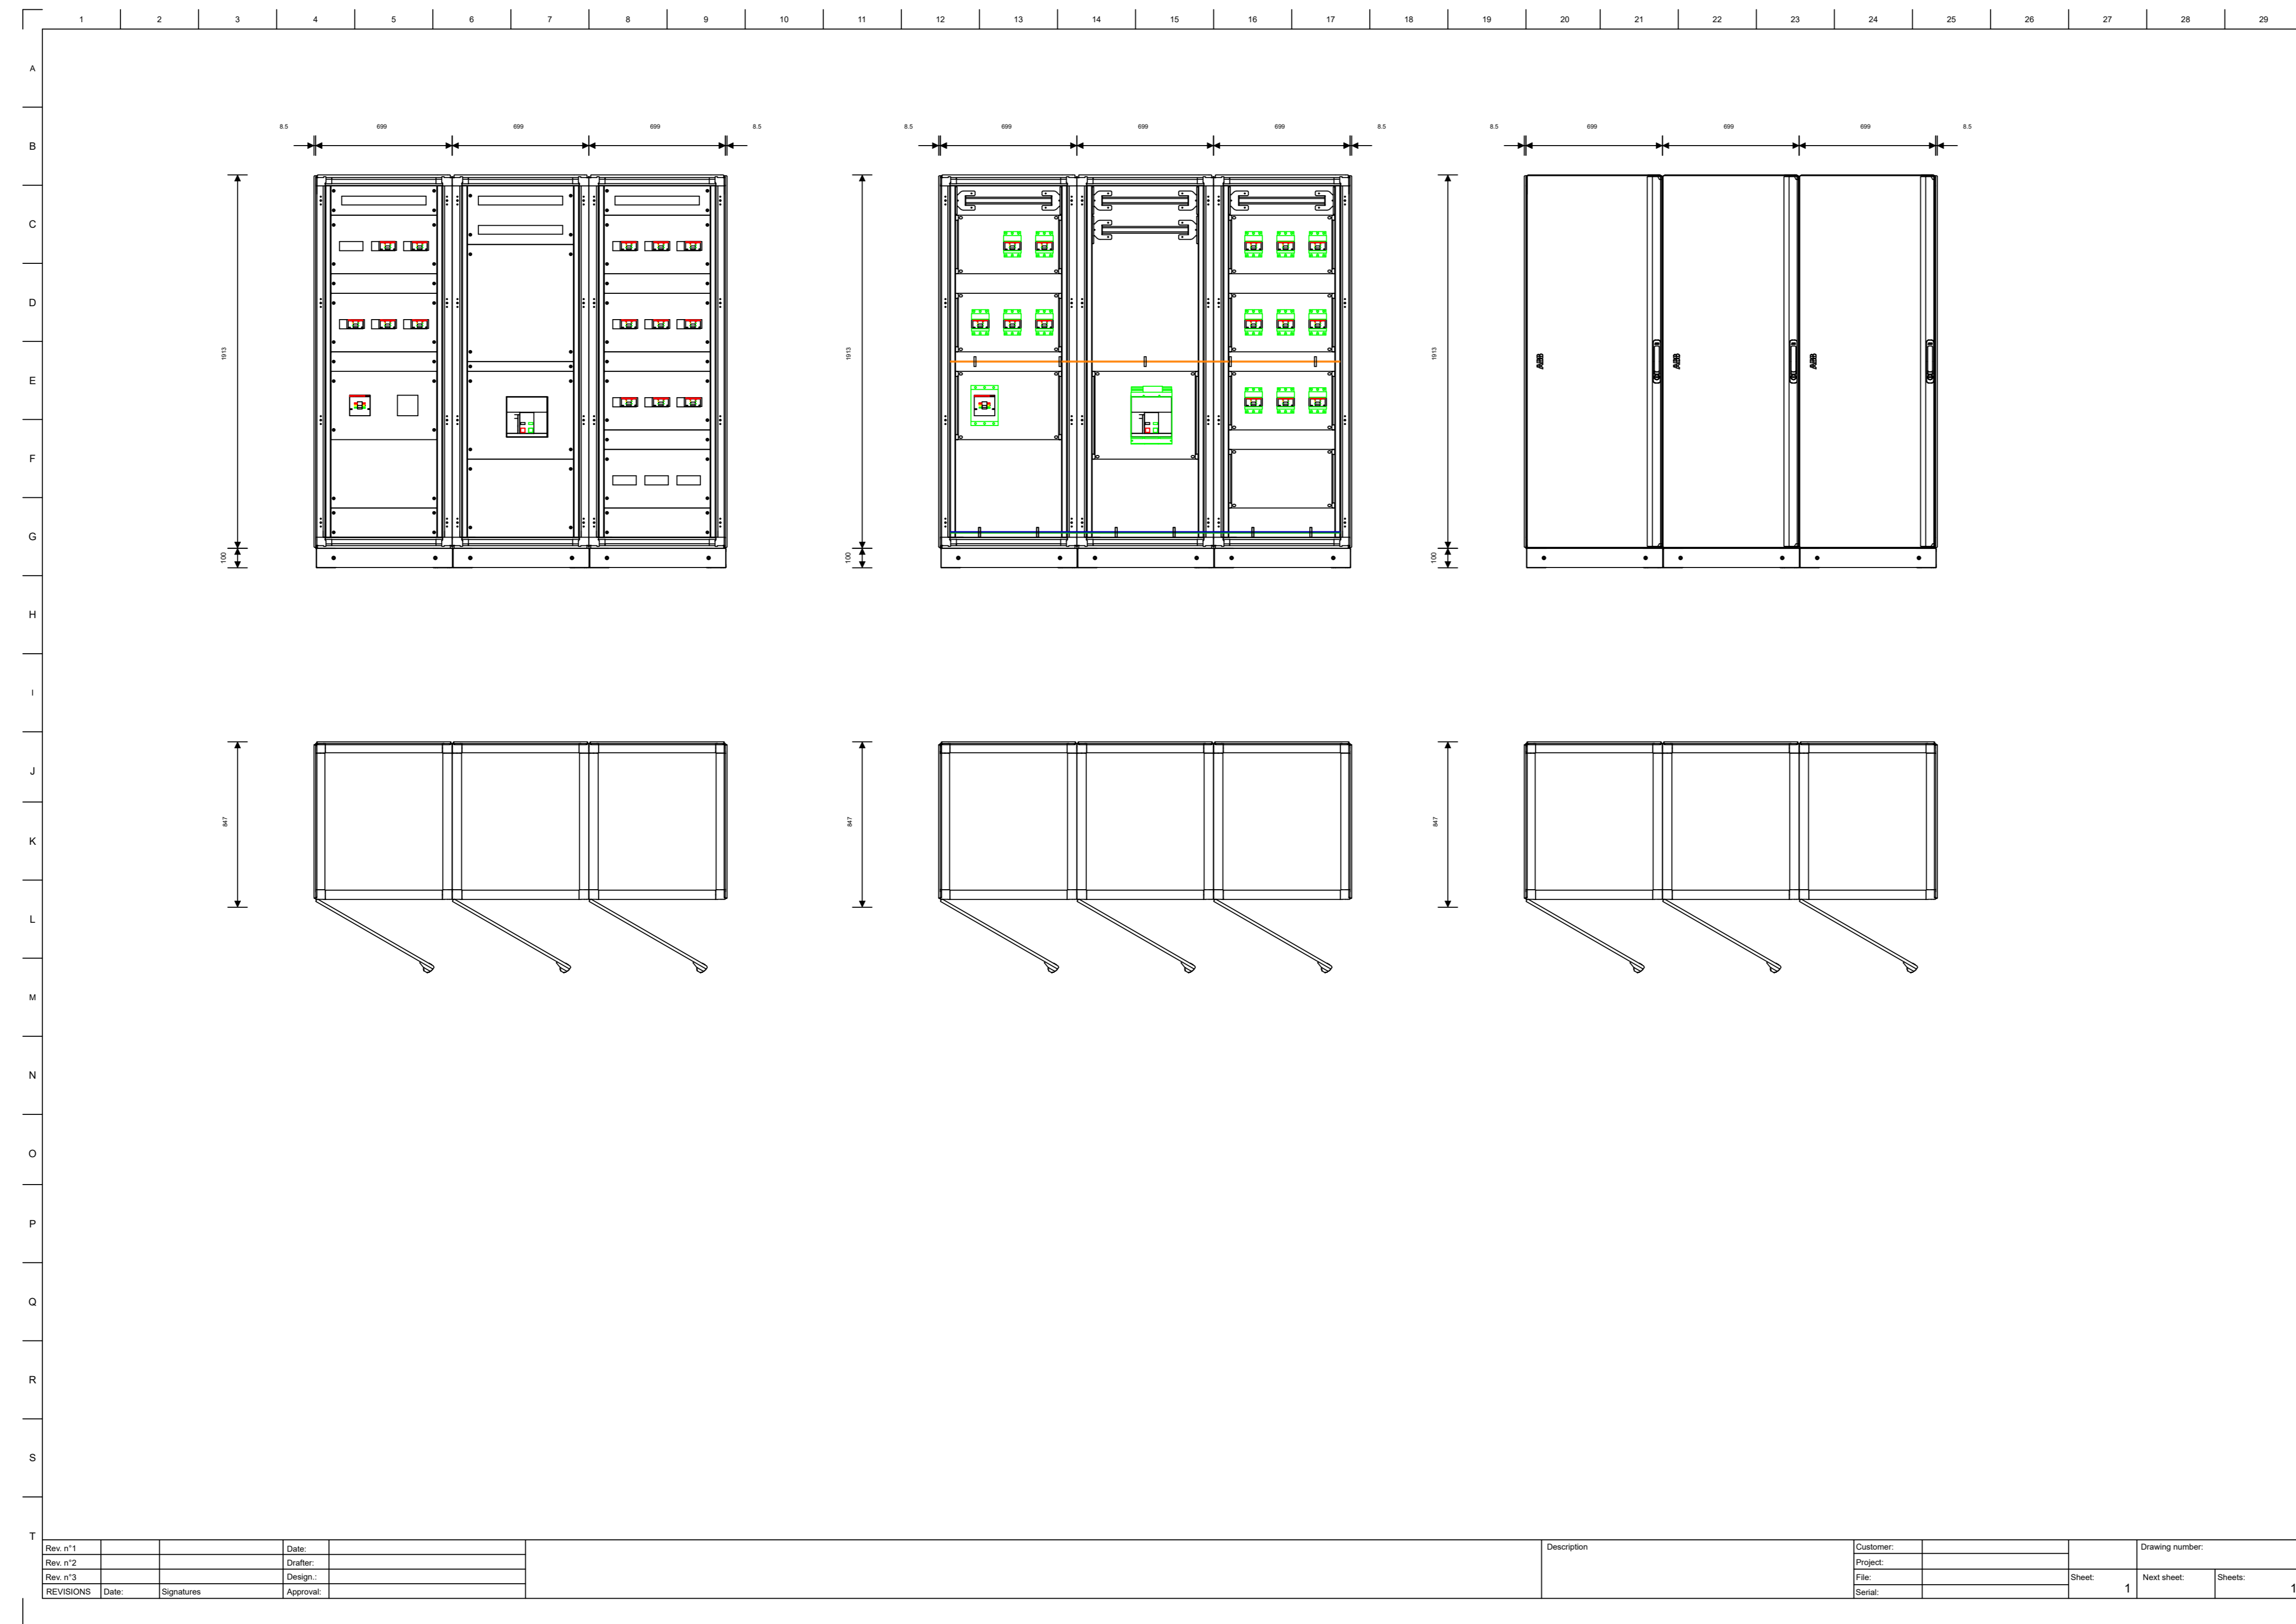 1 2 3 4 5 6 7 8 9 10 11 12 13 14 15 16 17 18 19 20 21 22 23 24 25 26 27 28 29
A
8.5 699 699 699 8.5 8.5 699 699 699 8.5 8.5 699 699 699 8.5
B
C
D
1913 1913 1913
ABB ABB ABB
E
F
G
100 100 100
H
I
J
847 847 847
K
L
M
N
O
P
Q
R
S
T
Rev. n°1 Date: Description Customer: Drawing number:
Rev. n°2 Drafter: Project:
Rev. n°3 Design.: File: Sheet: 1 Next sheet: Sheets: 1
REVISIONS Date: Signatures Approval: Serial: